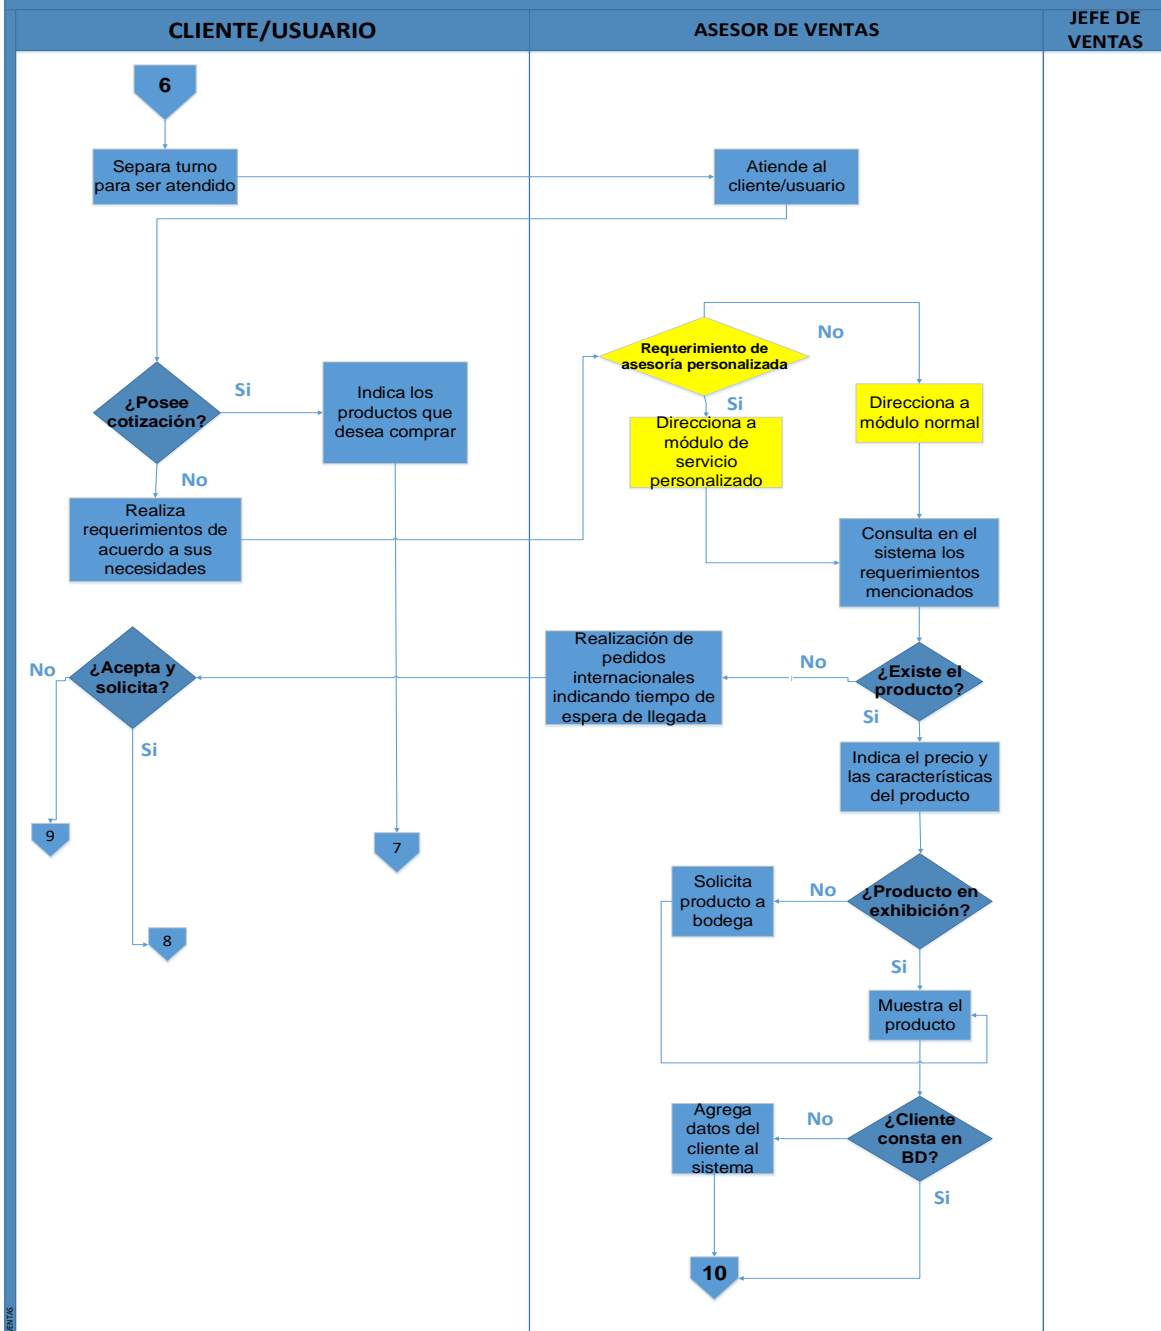 CLIENTE/USUARIO
ASESOR DE VENTAS
JEFE DE
VENTAS
6
Separa turno
para ser atendido
Atiende al
cliente/usuario
¿Posee
cotización?
Si
No
Indica los
productos que
desea comprar
Requerimiento de
asesoría personalizada
No
Si
Direcciona a
módulo de
servicio
personalizado
Direcciona a
módulo normal
Realiza
requerimientos de
acuerdo a sus
necesidades
Consulta en el
sistema los
requerimientos
mencionados
No
¿Acepta y
solicita?
Si
Realización de
pedidos
internacionales
indicando tiempo de
espera de llegada
No
¿Existe el
producto?
Si
Indica el precio y
las características
del producto
9
7
8
Solicita
producto a
bodega
No
¿Producto en
exhibición?
Si
Muestra el
producto
Agrega
datos del
cliente al
sistema
No
¿Cliente
consta en
BD?
Si
10
VENTAS